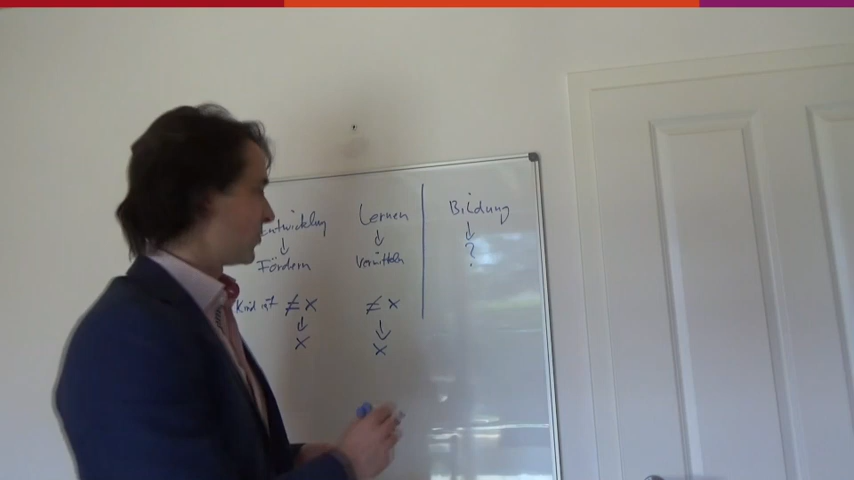 Entwicklung Lernen Bildung
↓ ↓ ↓
Fördern Vermitteln ?
Kind ist ≠ x ≠ x
↓ ↓
x x